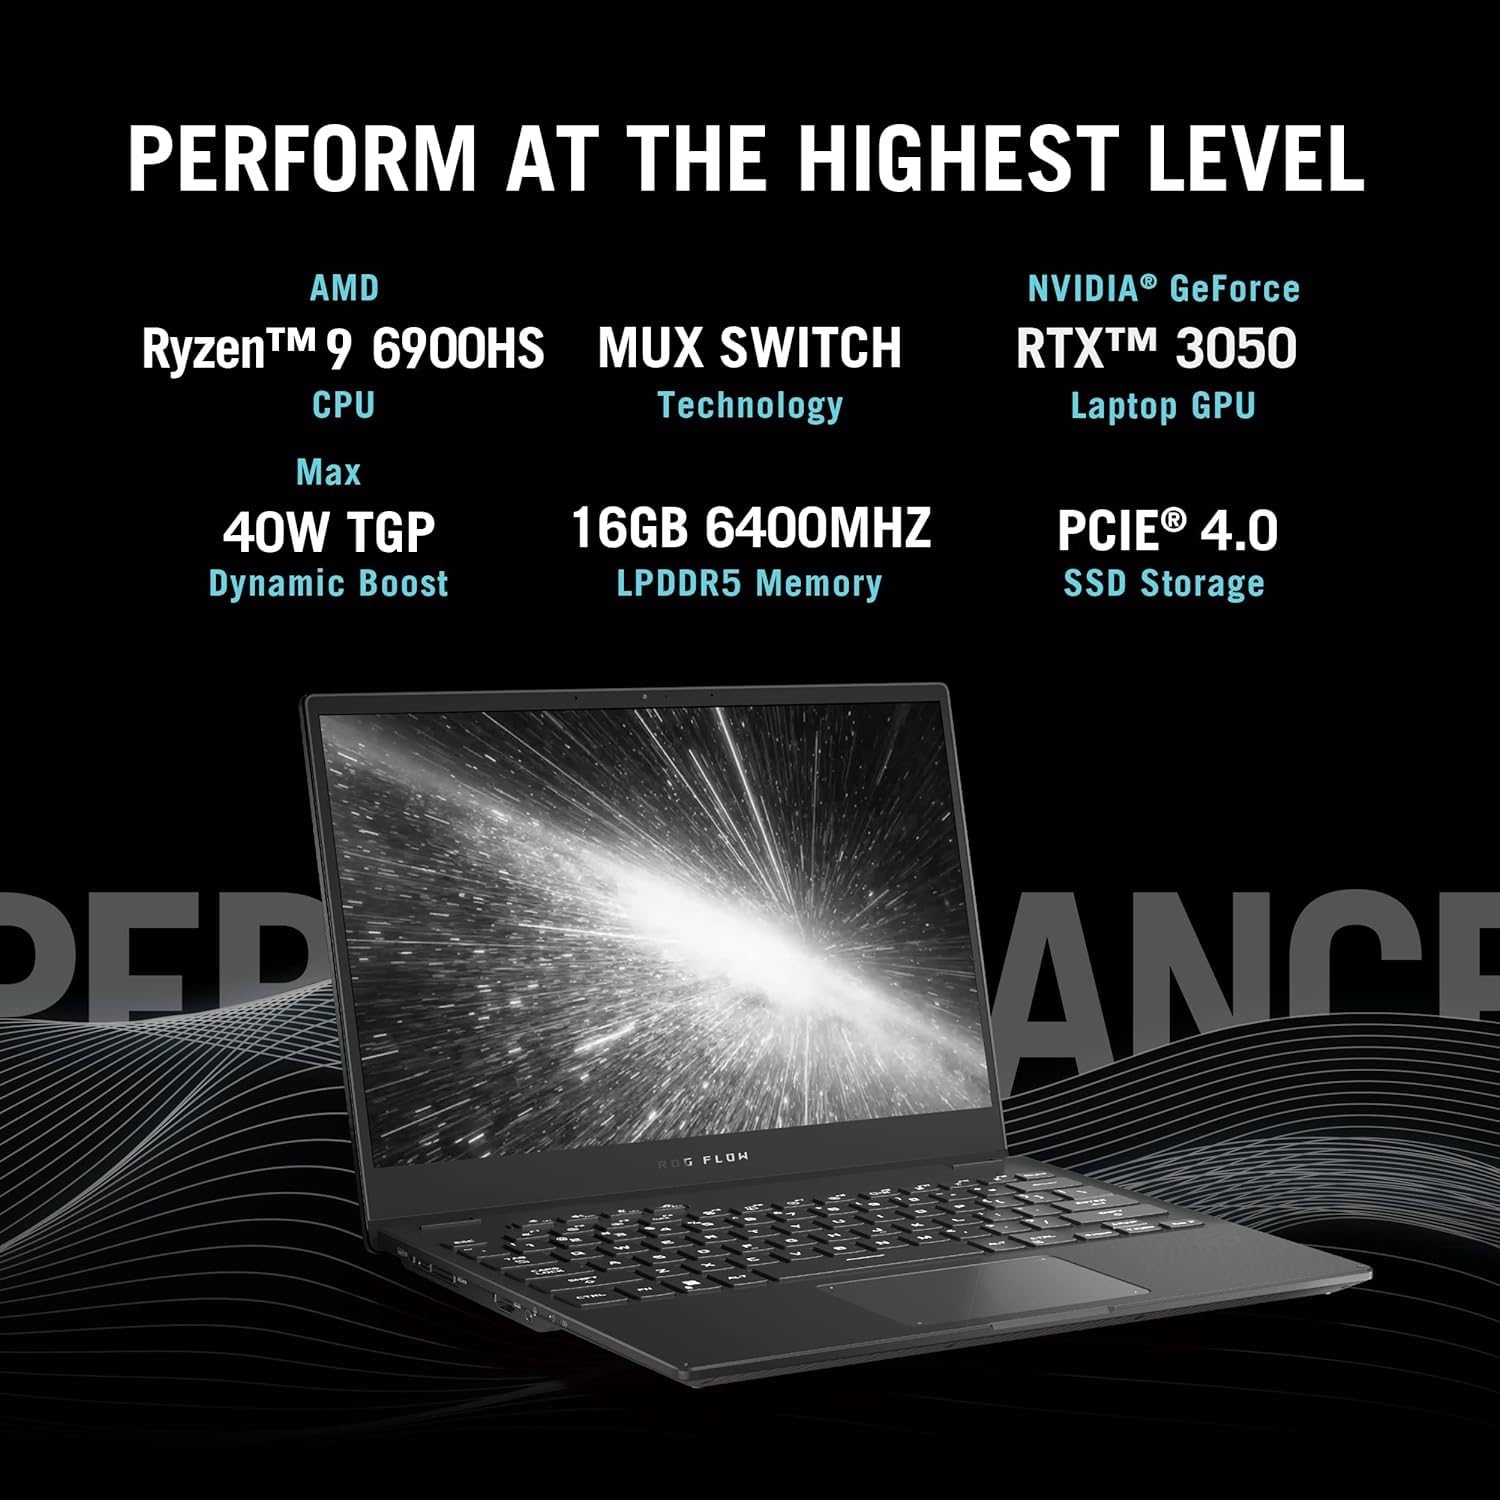 PERFORM AT THE HIGHEST LEVEL
AMD
Ryzen™ 9 6900HS
CPU
MUX SWITCH
Technology
NVIDIA® GeForce
RTX™ 3050
Laptop GPU
Max
40W TGP
Dynamic Boost
16GB 6400MHZ
LPDDR5 Memory
PCIE® 4.0
SSD Storage
ROG FLOW